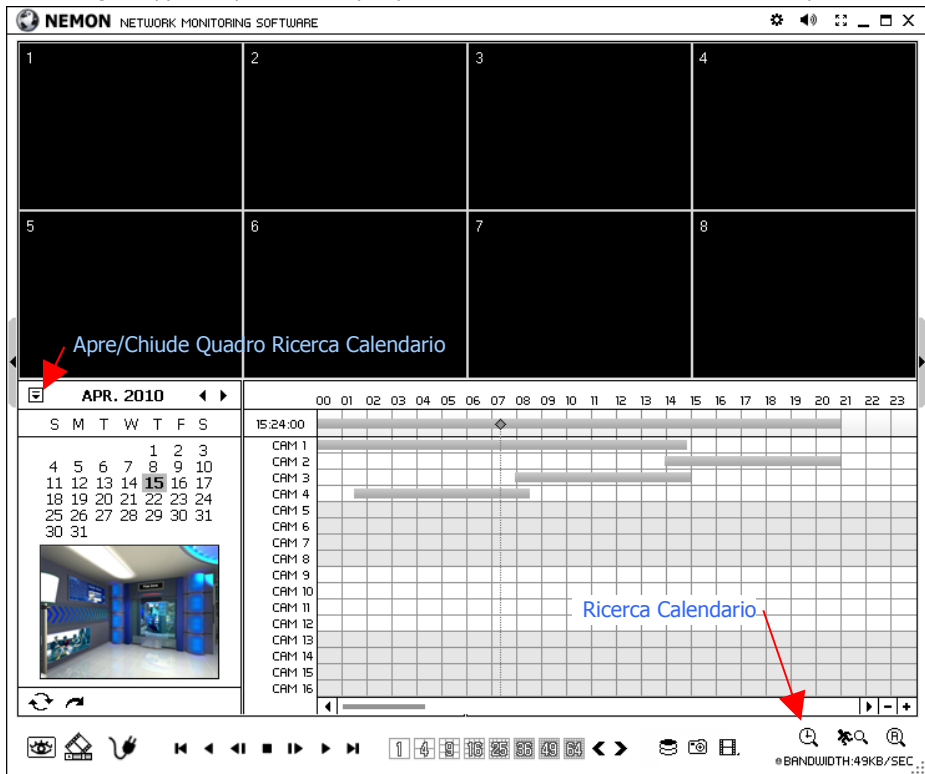 NEMON NETWORK MONITORING SOFTWARE
1 2 3 4
5 6 7 8
Apre/Chiude Quadro Ricerca Calendario
APR. 2010
S M T W T F S
1 2 3
4 5 6 7 8 9 10
11 12 13 14 15 16 17
18 19 20 21 22 23 24
25 26 27 28 29 30 31
30 31
00 01 02 03 04 05 06 07 08 09 10 11 12 13 14 15 16 17 18 19 20 21 22 23
15:24:00
CAM 1
CAM 2
CAM 3
CAM 4
CAM 5
CAM 6
CAM 7
CAM 8
CAM 9
CAM 10
CAM 11
CAM 12
CAM 13
CAM 14
CAM 15
CAM 16
Ricerca Calendario
1 4 9 16 25 36 49 64
BANDWIDTH:49KB/SEC